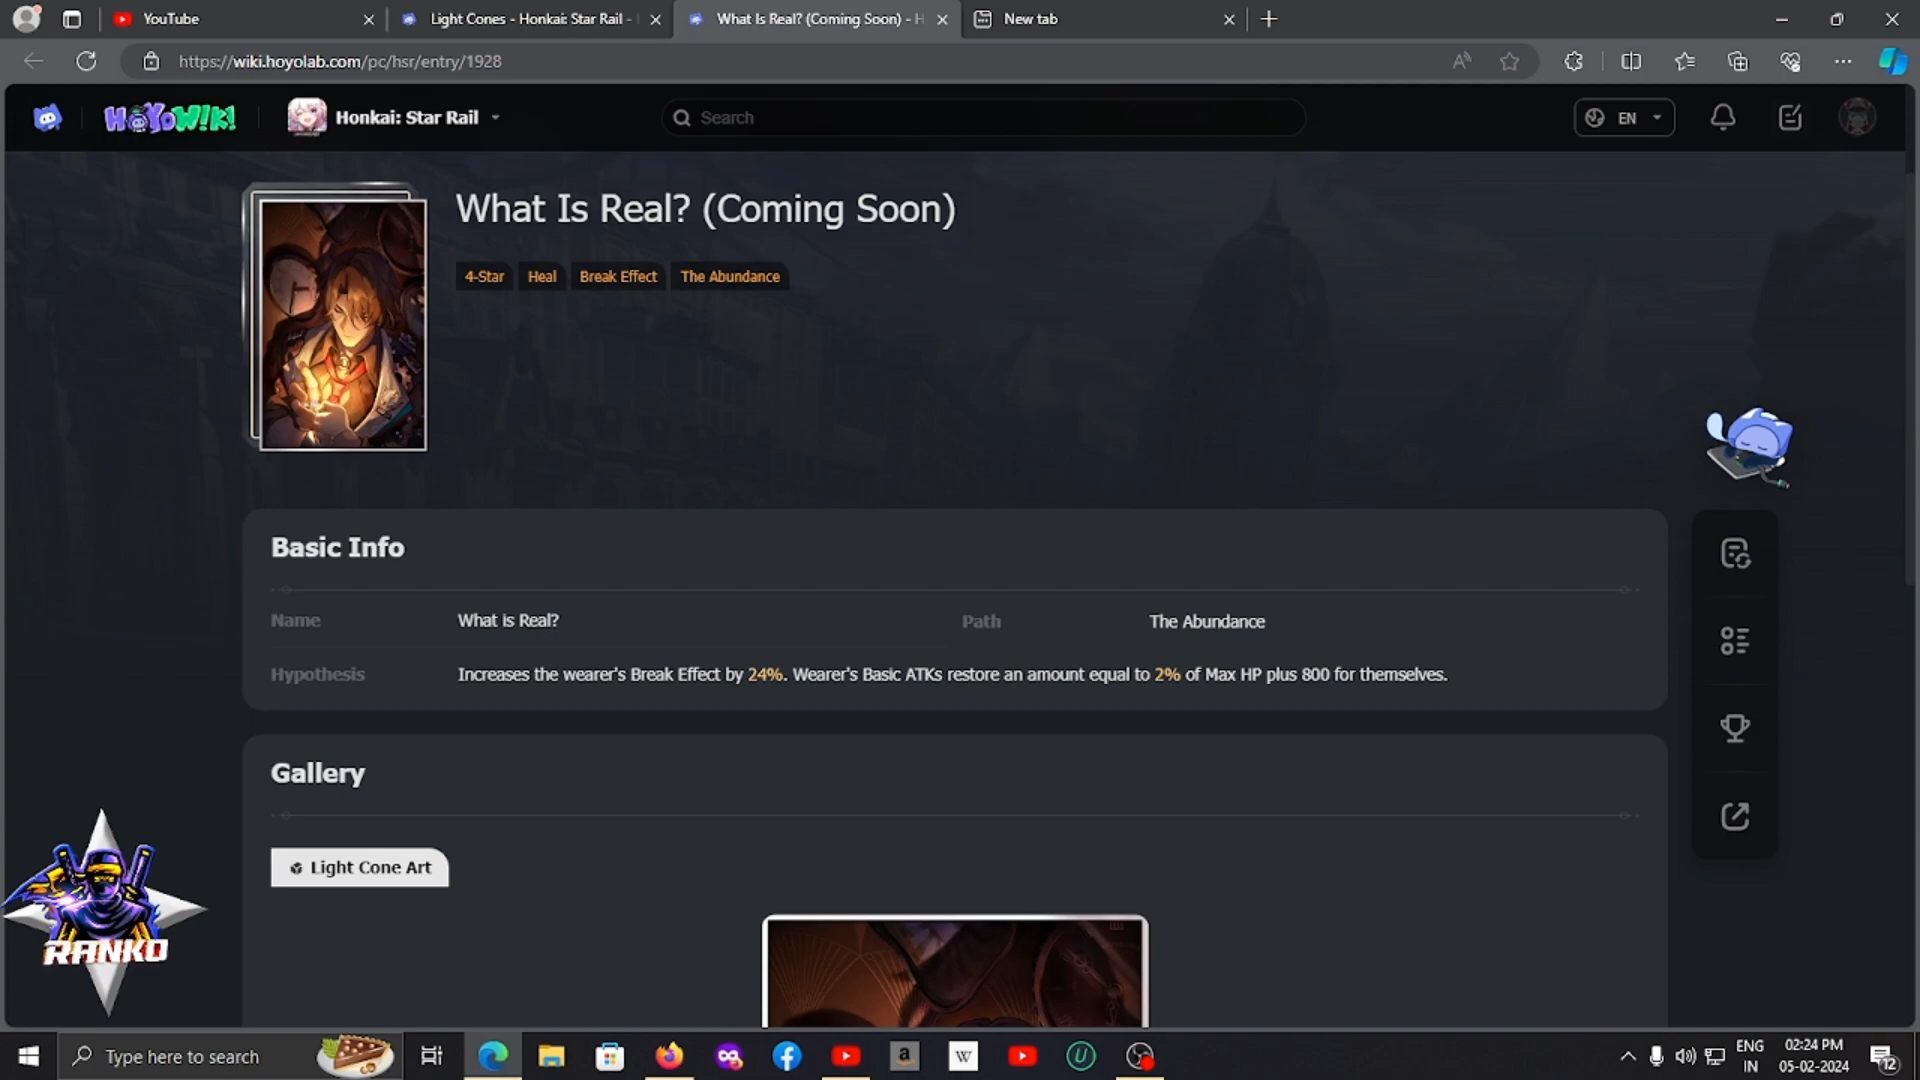 YouTube
Light Cones - Honkai: Star Rail -
What Is Real? (Coming Soon) - H
New tab
https://wiki.hoyolab.com/pc/hsr/entry/1928
HOYOWIKI
Honkai: Star Rail
Search
EN
What Is Real? (Coming Soon)
4-Star
Heal
Break Effect
The Abundance
Basic Info
Name
What is Real?
Path
The Abundance
Hypothesis
Increases the wearer's Break Effect by 24%. Wearer's Basic ATKs restore an amount equal to 2% of Max HP plus 800 for themselves.
Gallery
Light Cone Art
RANKO
Type here to search
ENG
IN
02:24 PM
05-02-2024
12